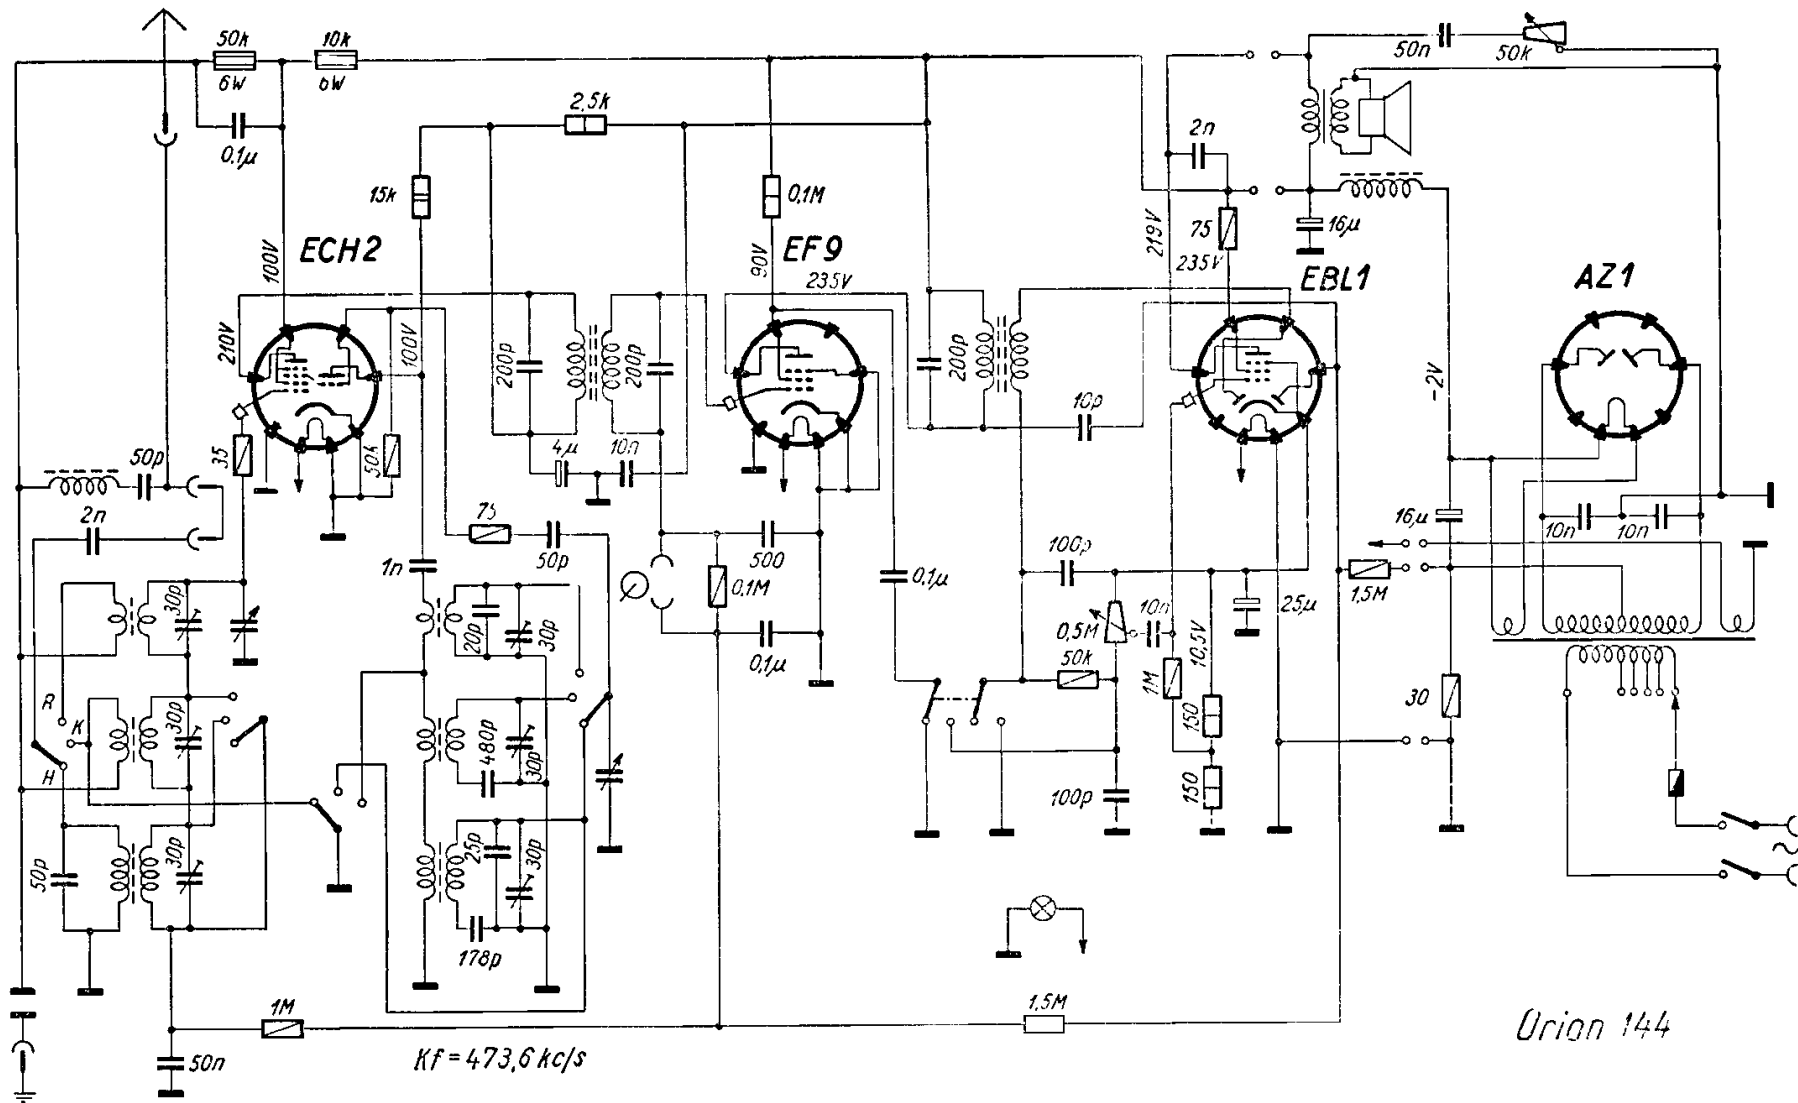 50k
10k
6W
6W
0,1µ
2,5k
15k
0,1M
50n
50k
2n
75
16µ
219V
235V
100V
ECH2
90V
EF9
235V
EBL1
AZ1
210V
100V
200p
200p
200p
10p
-2V
35
50k
4µ
10n
50p
2n
75
50p
500
0,1M
0,1µ
0,1µ
1n
100p
0,5M
10n
10,5V
25µ
16µ
10n
10n
1,5M
30p
20p
30p
50k
1M
150
150
30
R
K
H
30p
480p
30p
100p
50p
30p
25p
30p
178p
1M
1,5M
50n
Kf = 473,6 kc/s
Orion 144